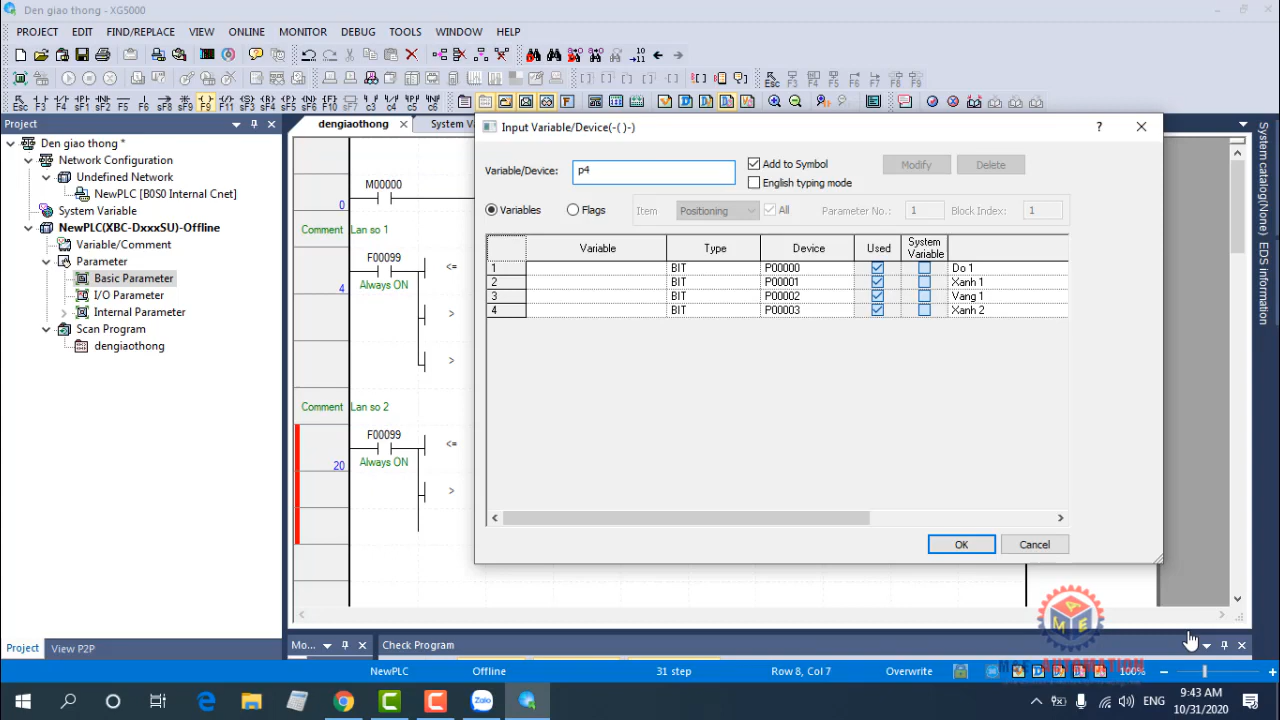 Den giao thong - XG5000
PROJECT EDIT FIND/REPLACE VIEW ONLINE MONITOR DEBUG TOOLS WINDOW HELP
Project
Den giao thong *
Network Configuration
Undefined Network
NewPLC [B0S0 Internal Cnet]
System Variable
NewPLC(XBC-DxxxSU)-Offline
Variable/Comment
Parameter
Basic Parameter
I/O Parameter
Internal Parameter
Scan Program
dengiaothong
Project View P2P
dengiaothong System Va
M00000
0
Comment Lan so 1
F00099
<=
4 Always ON
>
>
Comment Lan so 2
F00099
<=
20 Always ON
>
Input Variable/Device(-( )-)
Variable/Device: p4
Add to Symbol
English typing mode
Modify Delete
Variables Flags Item Positioning All Parameter No.: 1 Block Index: 1
Variable Type Device Used System Variable
1 BIT P00000 Do 1
2 BIT P00001 Xanh 1
3 BIT P00002 Vang 1
4 BIT P00003 Xanh 2
OK Cancel
System catalog(None)
EDS information
Mo... Check Program
NewPLC Offline 31 step Row 8, Col 7 Overwrite 100%
ENG
9:43 AM
10/31/2020
Zalo